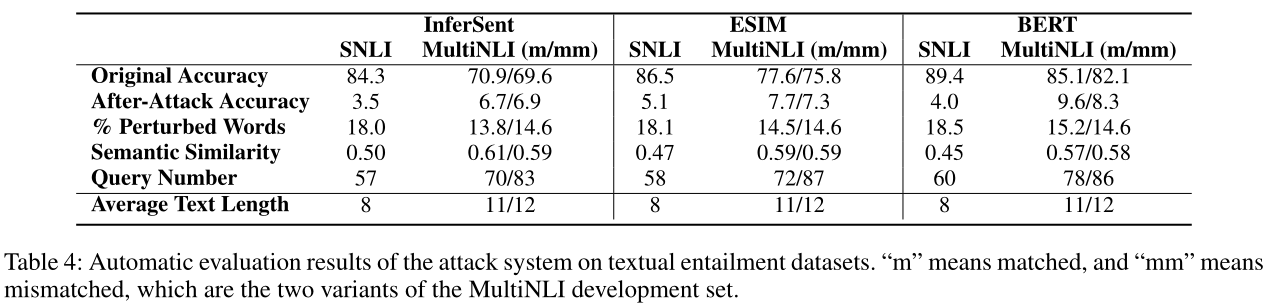 InferSent ESIM BERT
SNLI MultiNLI (m/mm) SNLI MultiNLI (m/mm) SNLI MultiNLI (m/mm)
Original Accuracy 84.3 70.9/69.6 86.5 77.6/75.8 89.4 85.1/82.1
After-Attack Accuracy 3.5 6.7/6.9 5.1 7.7/7.3 4.0 9.6/8.3
% Perturbed Words 18.0 13.8/14.6 18.1 14.5/14.6 18.5 15.2/14.6
Semantic Similarity 0.50 0.61/0.59 0.47 0.59/0.59 0.45 0.57/0.58
Query Number 57 70/83 58 72/87 60 78/86
Average Text Length 8 11/12 8 11/12 8 11/12
Table 4: Automatic evaluation results of the attack system on textual entailment datasets. “m” means matched, and “mm” means
mismatched, which are the two variants of the MultiNLI development set.